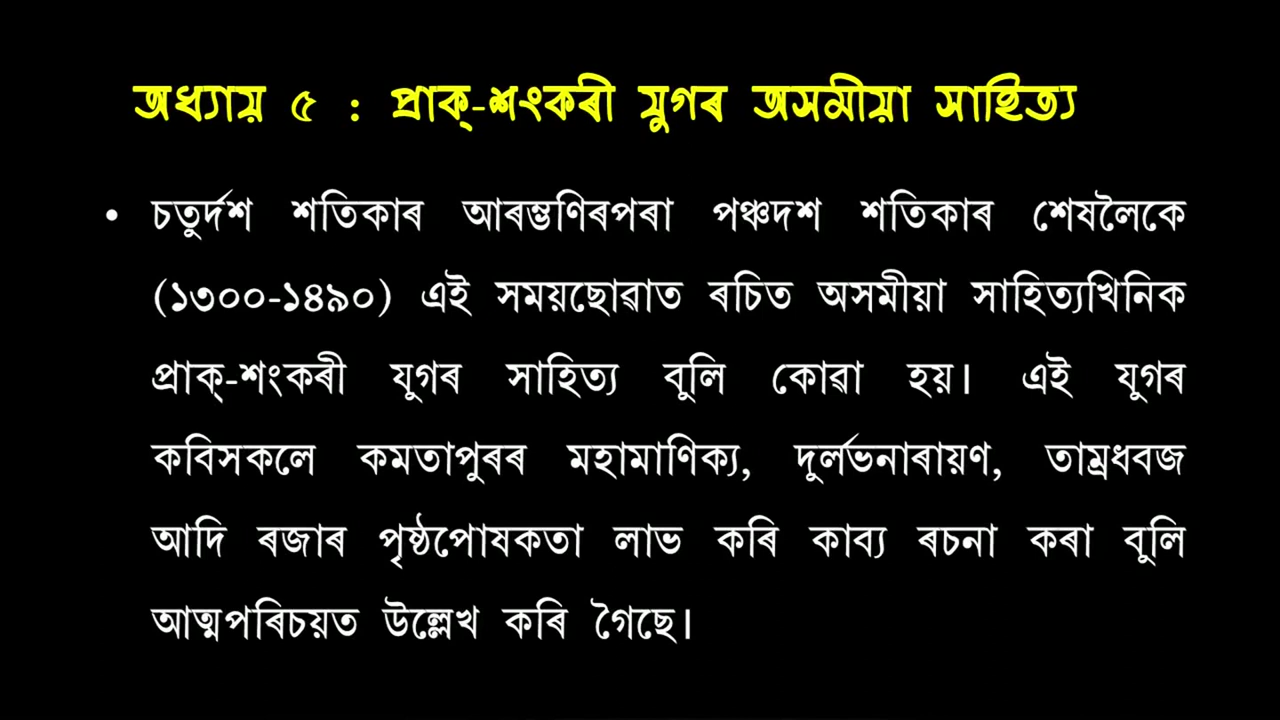 অধ্যায় ৫ : প্ৰাক্-শংকৰী যুগৰ অসমীয়া সাহিত্য
• চতুৰ্দশ শতিকাৰ আৰম্ভণিৰপৰা পঞ্চদশ শতিকাৰ শেষলৈকে
(১৩০০-১৪৯০) এই সময়ছোৱাত ৰচিত অসমীয়া সাহিত্যখিনিক
প্ৰাক্-শংকৰী যুগৰ সাহিত্য বুলি কোৱা হয়। এই যুগৰ
কবিসকলে কমতাপুৰৰ মহামাণিক্য, দুৰ্লভনাৰায়ণ, তাম্ৰধবজ
আদি ৰজাৰ পৃষ্ঠপোষকতা লাভ কৰি কাব্য ৰচনা কৰা বুলি
আত্মপৰিচয়ত উল্লেখ কৰি গৈছে।